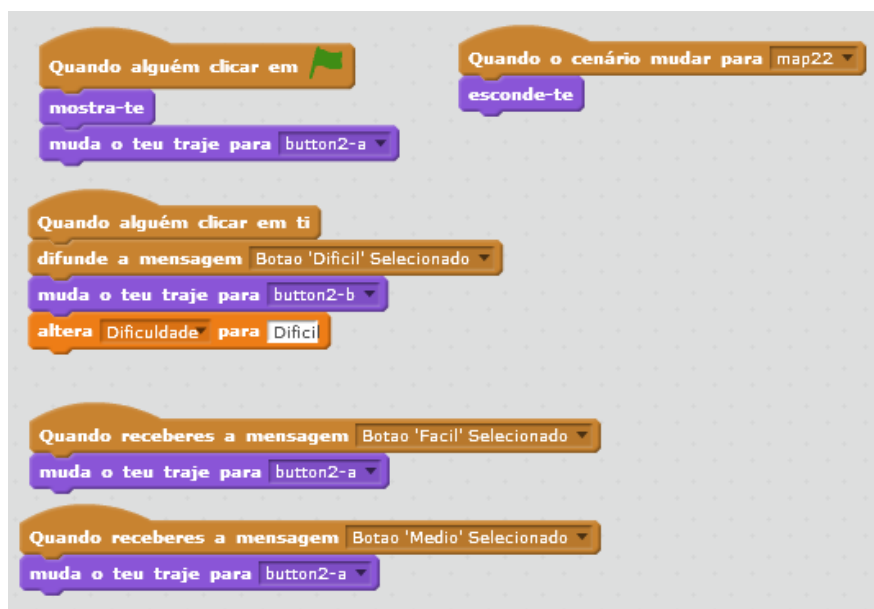 Quando alguém clicar em
mostra-te
muda o teu traje para button2-a
Quando o cenário mudar para map22
esconde-te
Quando alguém clicar em ti
difunde a mensagem Botao 'Dificil' Selecionado
muda o teu traje para button2-b
altera Dificuldade para Dificil
Quando receberes a mensagem Botao 'Facil' Selecionado
muda o teu traje para button2-a
Quando receberes a mensagem Botao 'Medio' Selecionado
muda o teu traje para button2-a